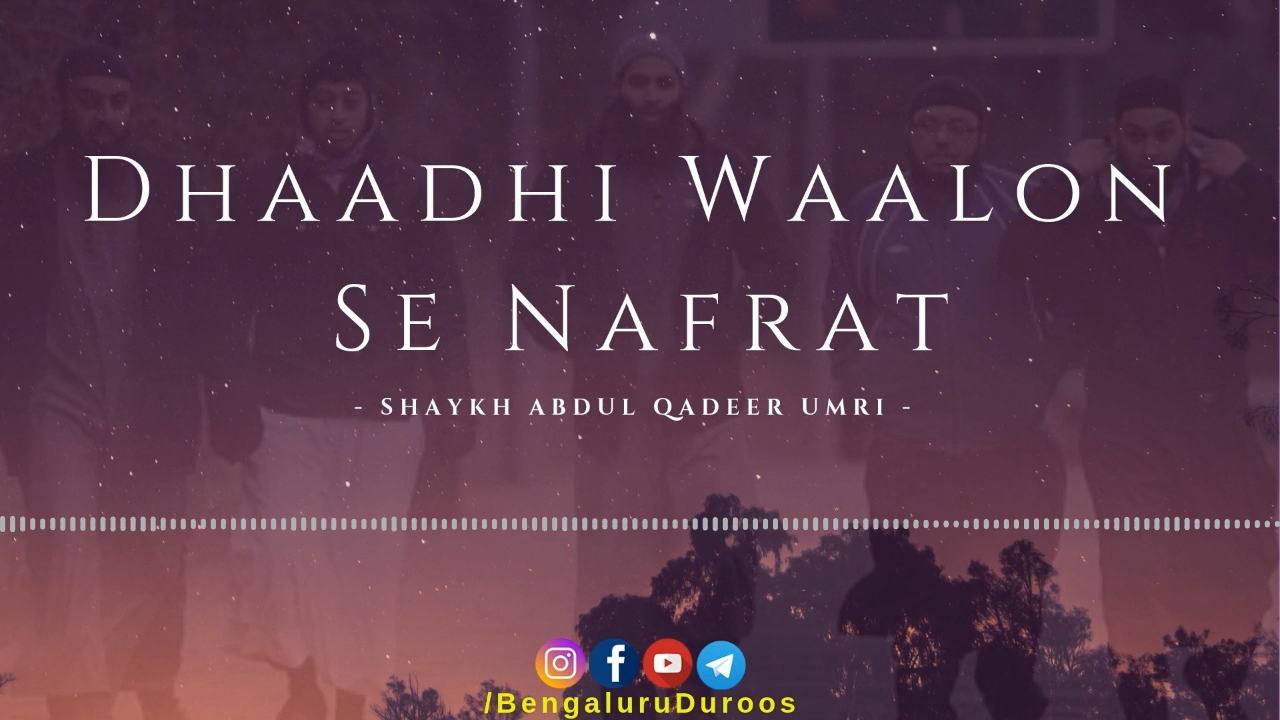 Dhaadhi Waalon
Se Nafrat
- Shaykh Abdul Qadeer Umri -
/BengaluruDuroos